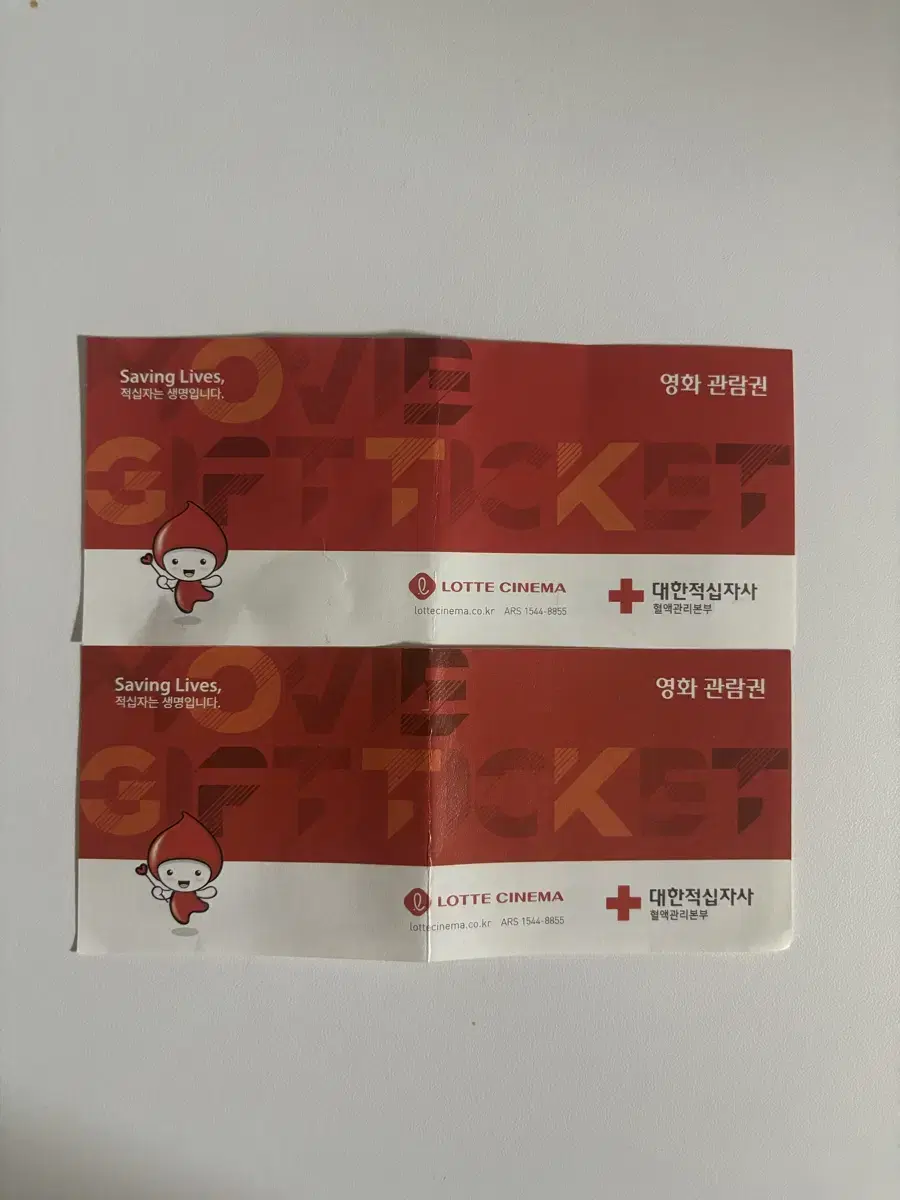 MOVIE
Saving Lives,
적십자는 생명입니다.
영화 관람권
GIFT TICKET
LOTTE CINEMA
lottecinema.co.kr ARS 1544-8855
대한적십자사
혈액관리본부
MOVIE
Saving Lives,
적십자는 생명입니다.
영화 관람권
GIFT TICKET
LOTTE CINEMA
lottecinema.co.kr ARS 1544-8855
대한적십자사
혈액관리본부